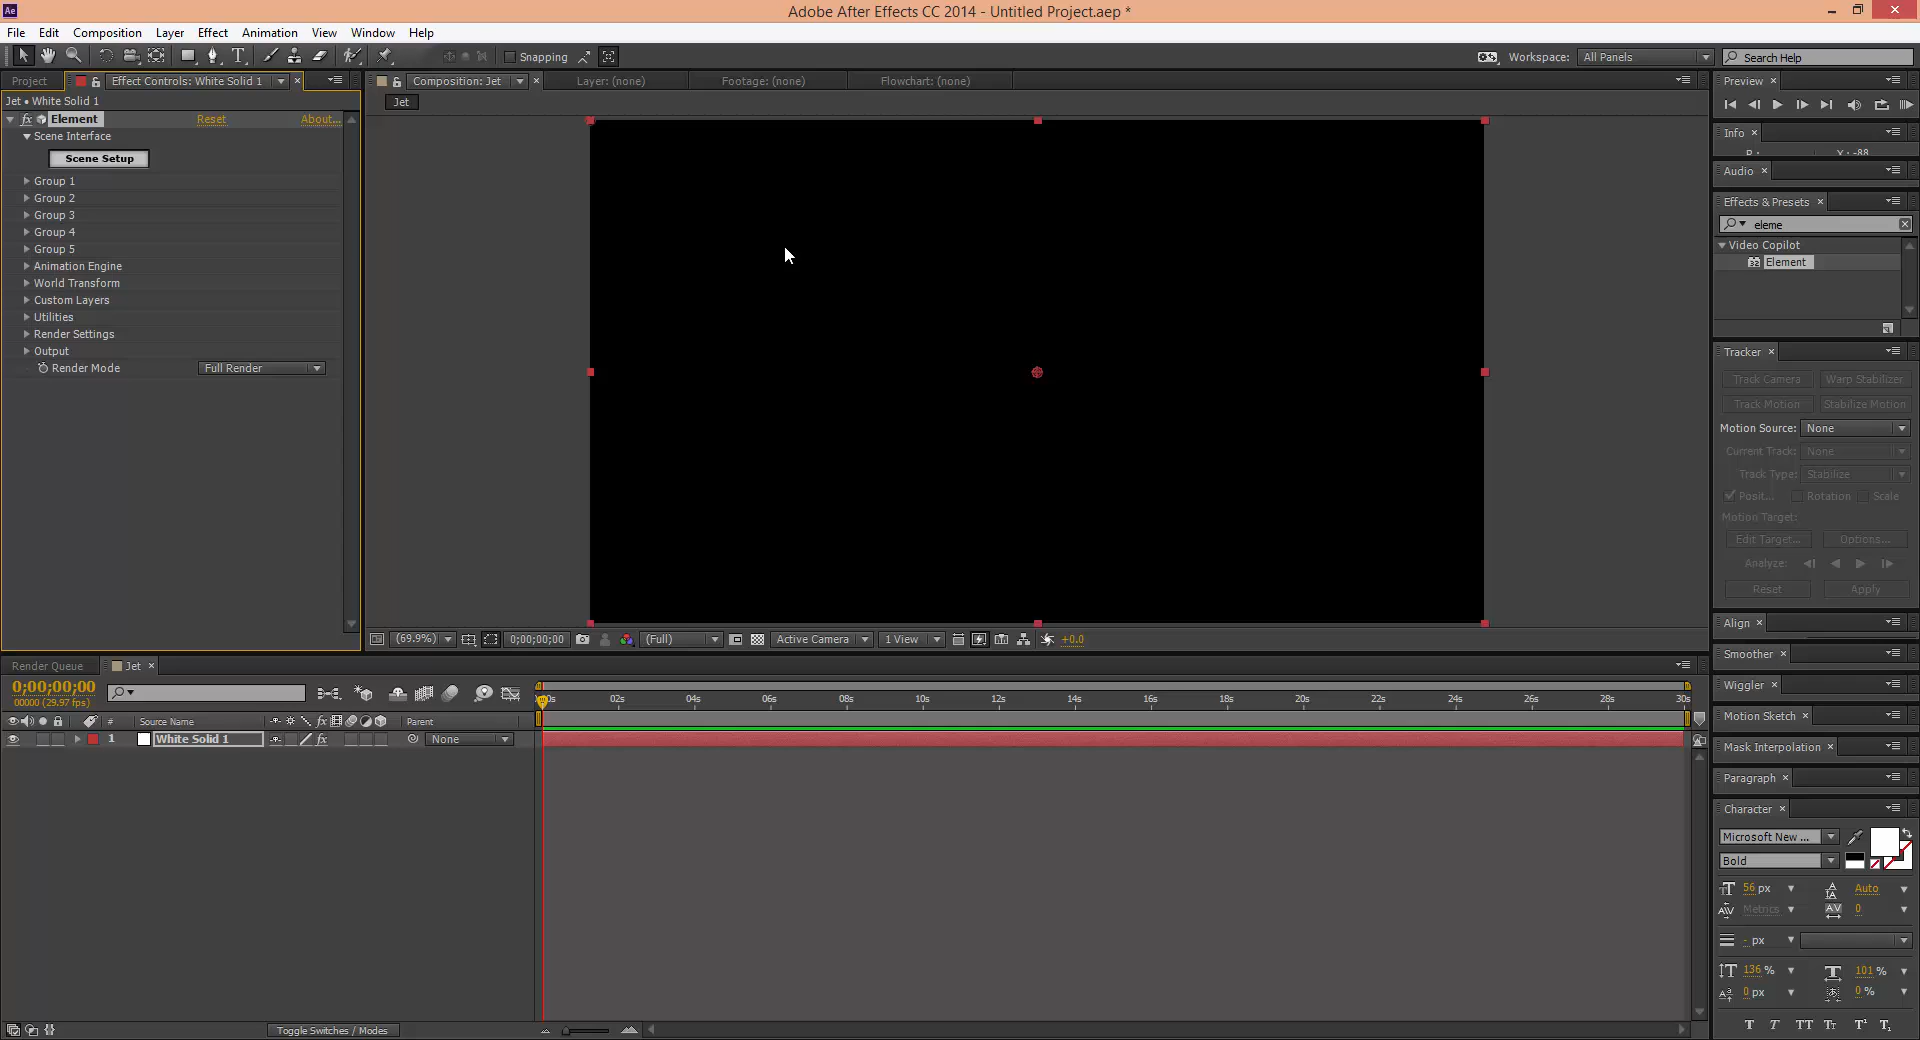 Ae
Adobe After Effects CC 2014 - Untitled Project.aep *
File Edit Composition Layer Effect Animation View Window Help
Snapping
Workspace: All Panels
Search Help
Project
Effect Controls: White Solid 1
Composition: Jet
Layer: (none)
Footage: (none)
Flowchart: (none)
Jet • White Solid 1
Jet
fx Element Reset About...
Scene Interface
Scene Setup
Group 1
Group 2
Group 3
Group 4
Group 5
Animation Engine
World Transform
Custom Layers
Utilities
Render Settings
Output
Render Mode Full Render
(69.9%) 0;00;00;00 (Full) Active Camera 1 View +0.0
Preview
Info
Y : -88
Audio
Effects & Presets
eleme
Video Copilot
32 Element
Tracker
Track Camera Warp Stabilizer
Track Motion Stabilize Motion
Motion Source: None
Current Track: None
Track Type: Stabilize
Posit... Rotation Scale
Motion Target:
Edit Target... Options...
Analyze:
Reset Apply
Align
Smoother
Wiggler
Motion Sketch
Mask Interpolation
Paragraph
Character
Microsoft New ...
Bold
56 px Auto
Metrics 0
- px
136 % 101 %
0 px 0 %
T T TT Tt T¹ T₁
Render Queue
Jet
0;00;00;00
00000 (29.97 fps)
02s 04s 06s 08s 10s 12s 14s 16s 18s 20s 22s 24s 26s 28s 30s
# Source Name fx Parent
1 White Solid 1 fx None
Toggle Switches / Modes